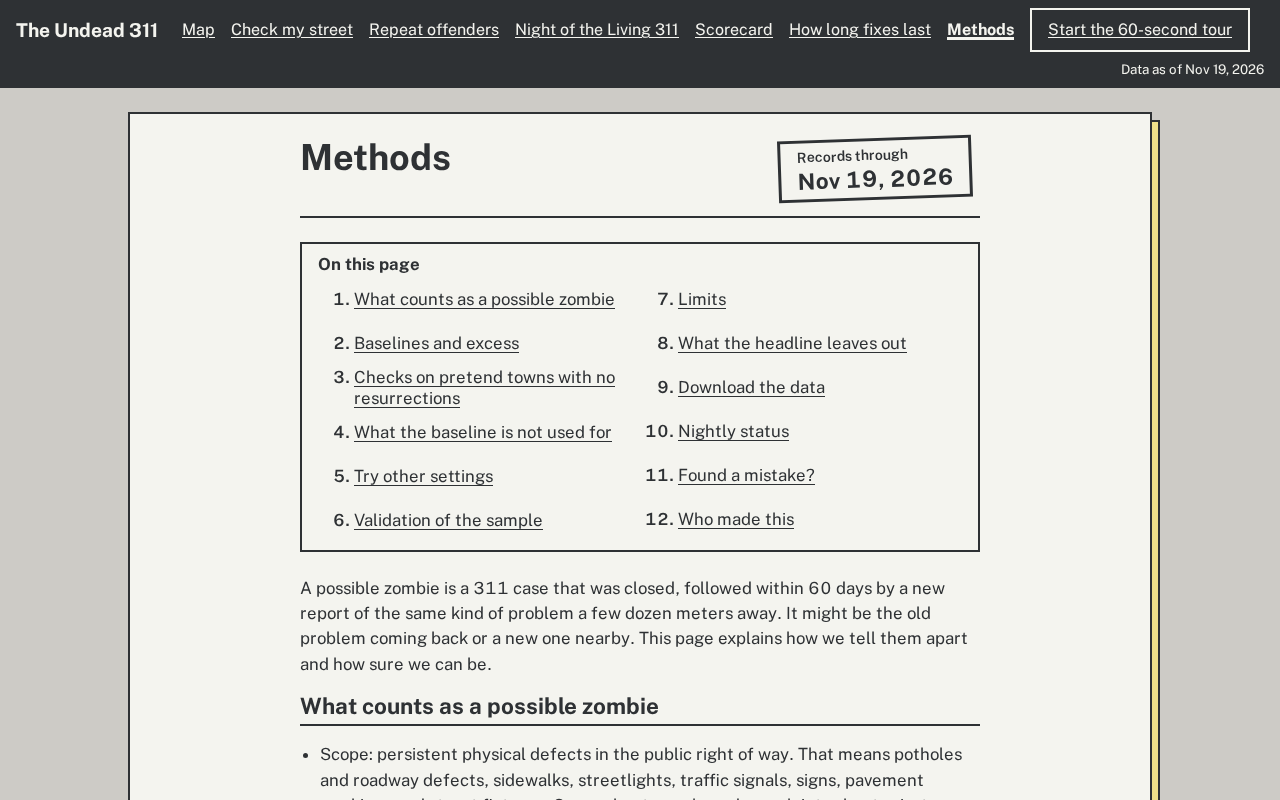 The Undead 311
Map
Check my street
Repeat offenders
Night of the Living 311
Scorecard
How long fixes last
Methods
Start the 60-second tour
Data as of Nov 19, 2026
Methods
Records through
Nov 19, 2026
On this page
1. What counts as a possible zombie
2. Baselines and excess
3. Checks on pretend towns with no
resurrections
4. What the baseline is not used for
5. Try other settings
6. Validation of the sample
7. Limits
8. What the headline leaves out
9. Download the data
10. Nightly status
11. Found a mistake?
12. Who made this
A possible zombie is a 311 case that was closed, followed within 60 days by a new
report of the same kind of problem a few dozen meters away. It might be the old
problem coming back or a new one nearby. This page explains how we tell them apart
and how sure we can be.
What counts as a possible zombie
• Scope: persistent physical defects in the public right of way. That means potholes
and roadway defects, sidewalks, streetlights, traffic signals, signs, pavement